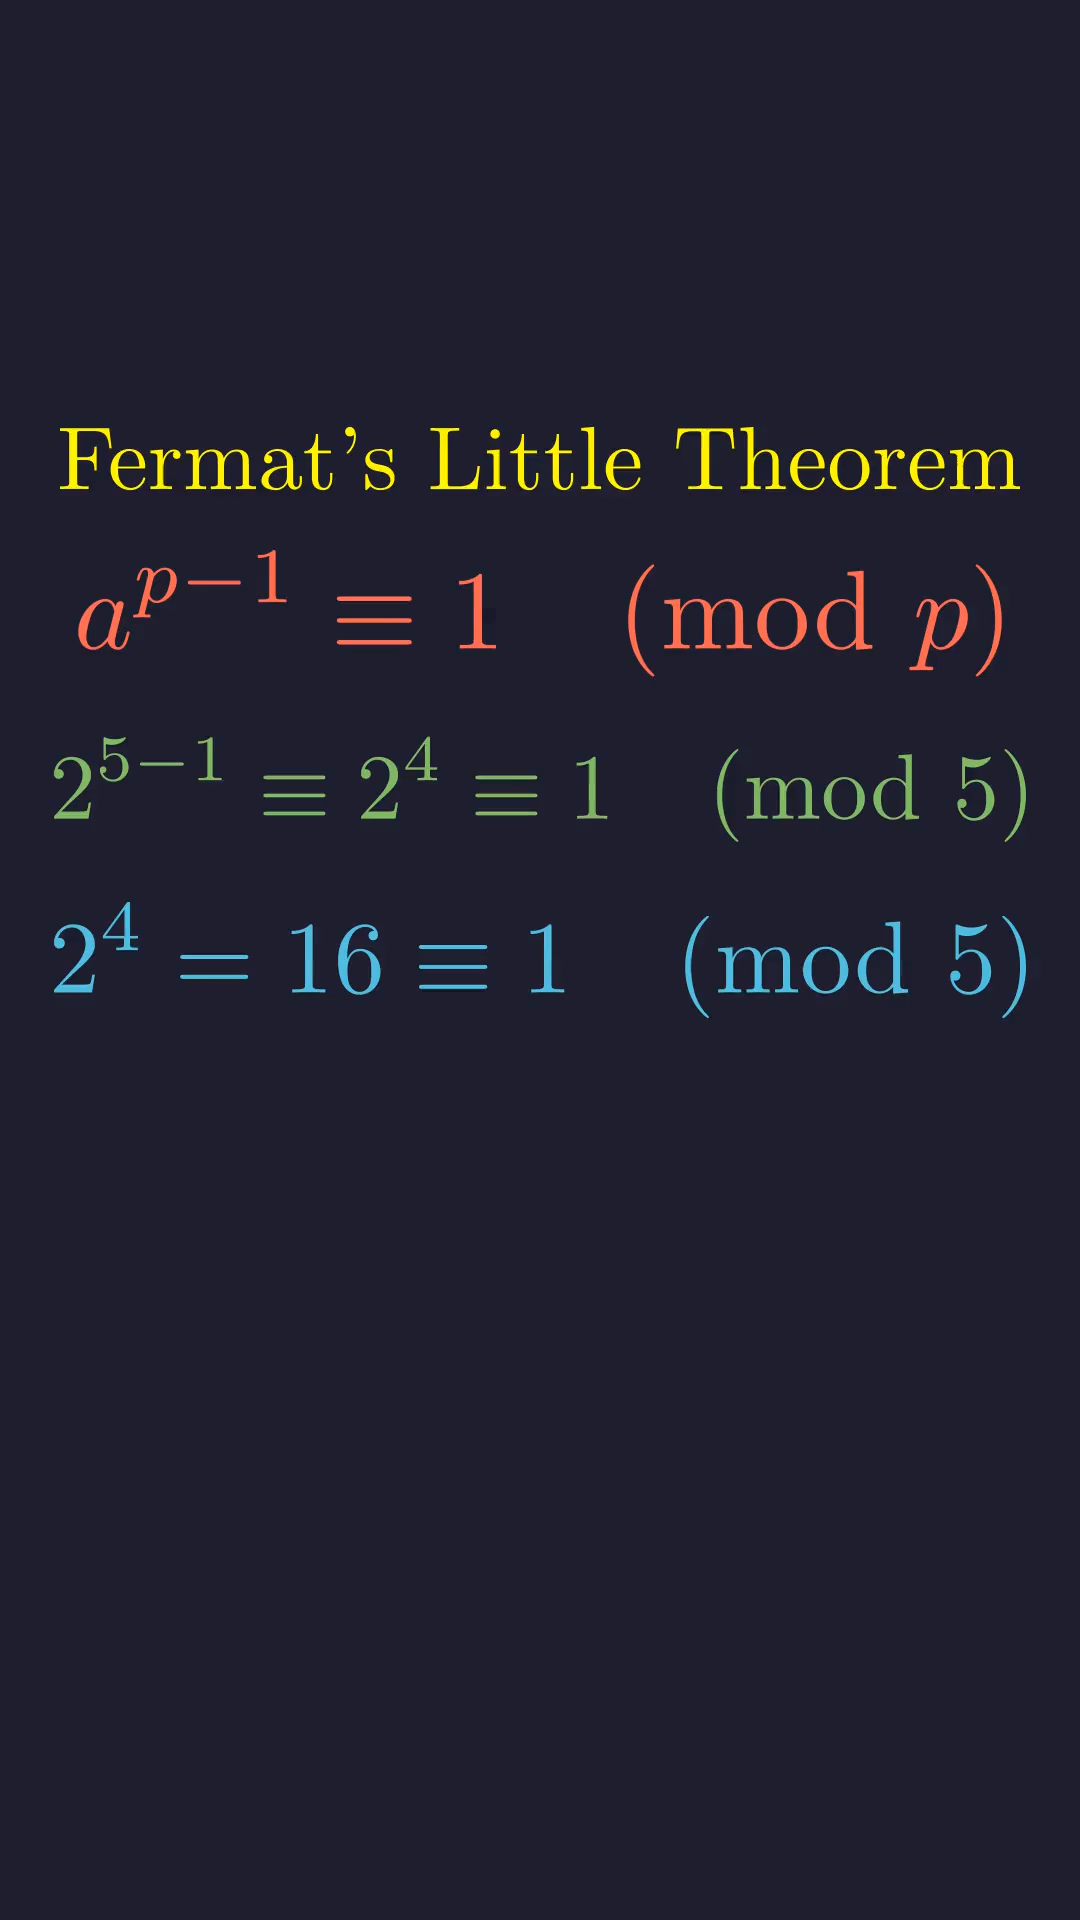 Fermat's Little Theorem
a^{p-1} ≡ 1 (mod p)
2^{5-1} ≡ 2^4 ≡ 1 (mod 5)
2^4 = 16 ≡ 1 (mod 5)